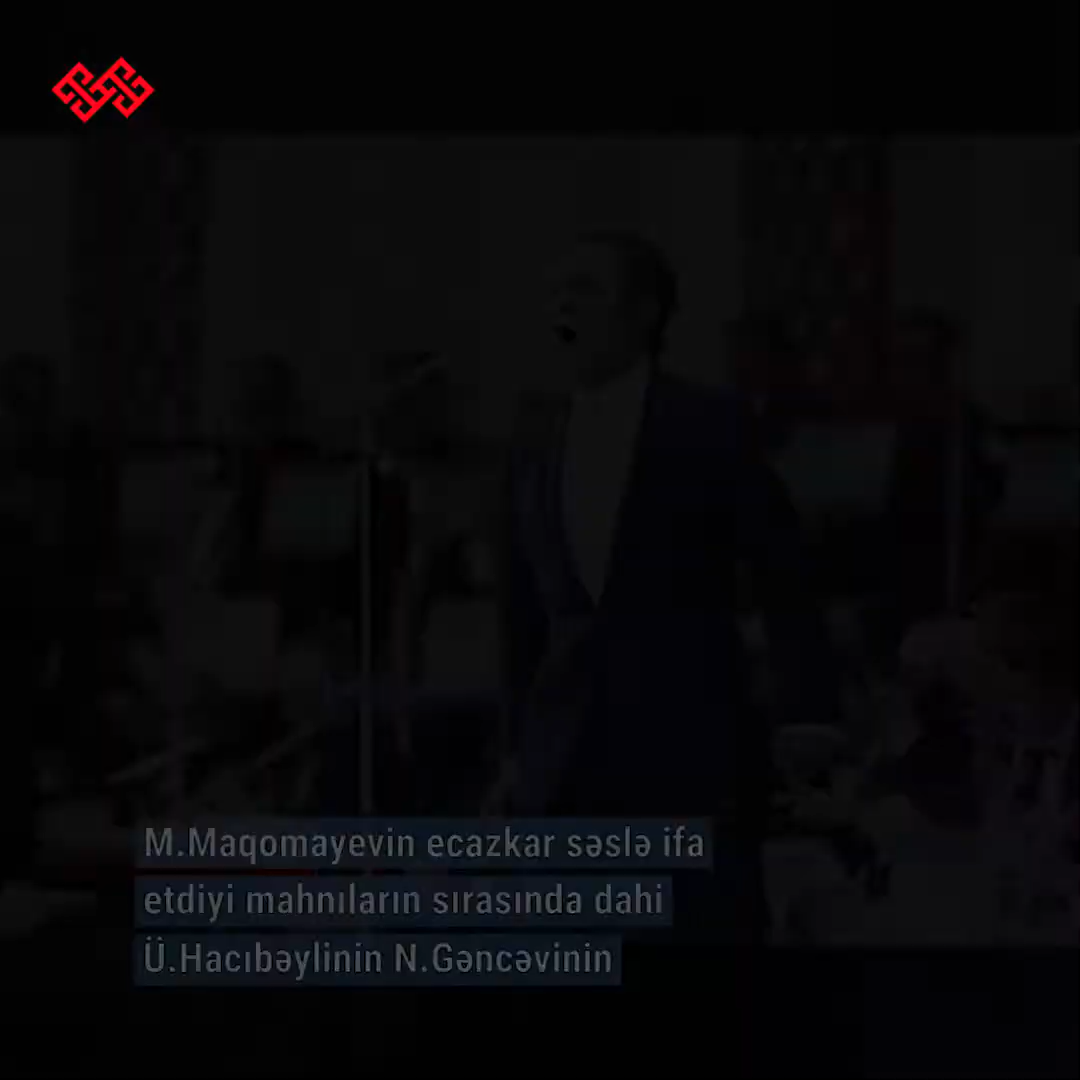 M.Maqomayevin ecazkar səslə ifa
etdiyi mahnıların sırasında dahi
Ü.Hacıbəylinin N.Gəncəvinin